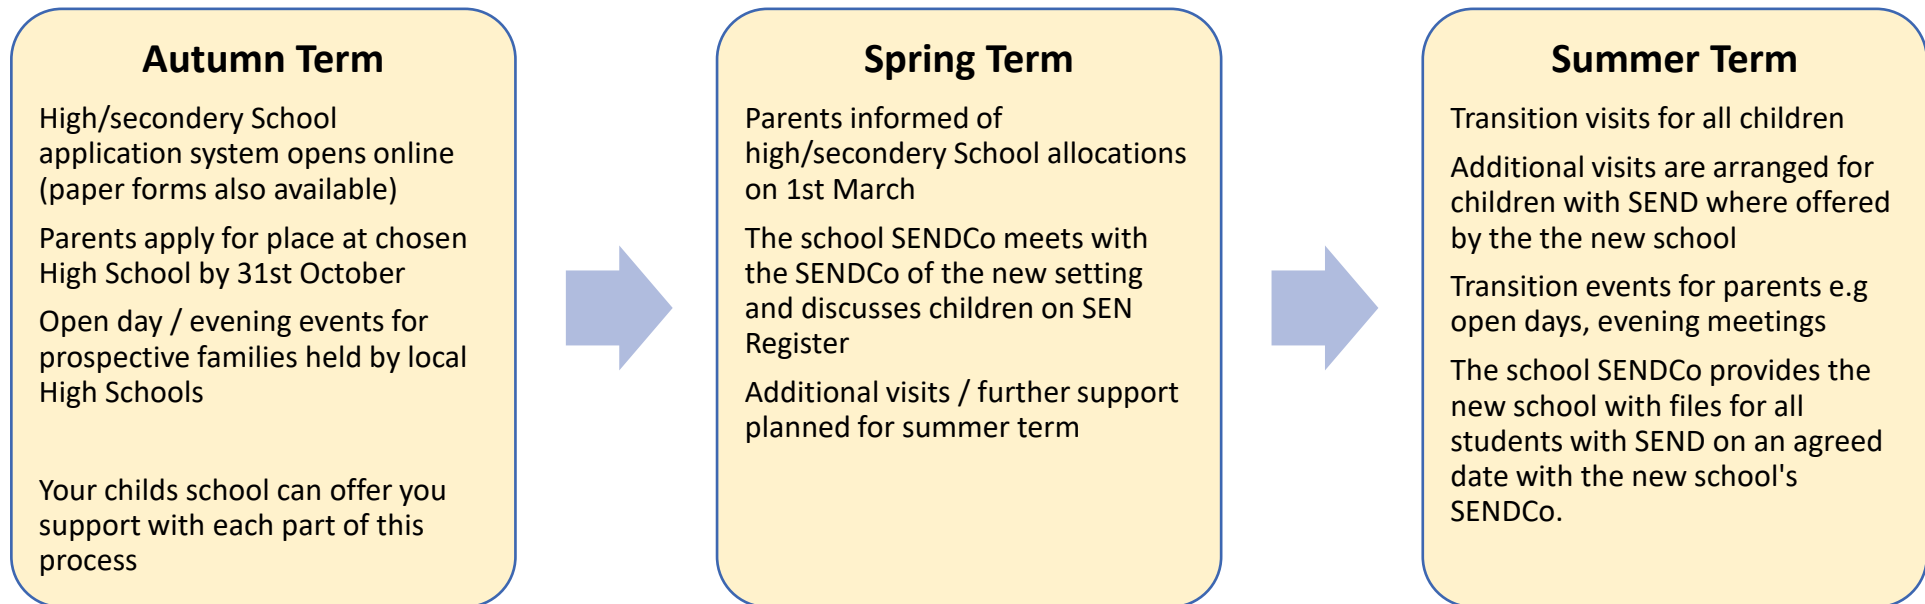 Autumn Term
High/secondery School
application system opens online
(paper forms also available)
Parents apply for place at chosen
High School by 31st October
Open day / evening events for
prospective families held by local
High Schools
Your childs school can offer you
support with each part of this
process
Spring Term
Parents informed of
high/secondery School allocations
on 1st March
The school SENDCo meets with
the SENDCo of the new setting
and discusses children on SEN
Register
Additional visits / further support
planned for summer term
Summer Term
Transition visits for all children
Additional visits are arranged for
children with SEND where offered
by the the new school
Transition events for parents e.g
open days, evening meetings
The school SENDCo provides the
new school with files for all
students with SEND on an agreed
date with the new school's
SENDCo.